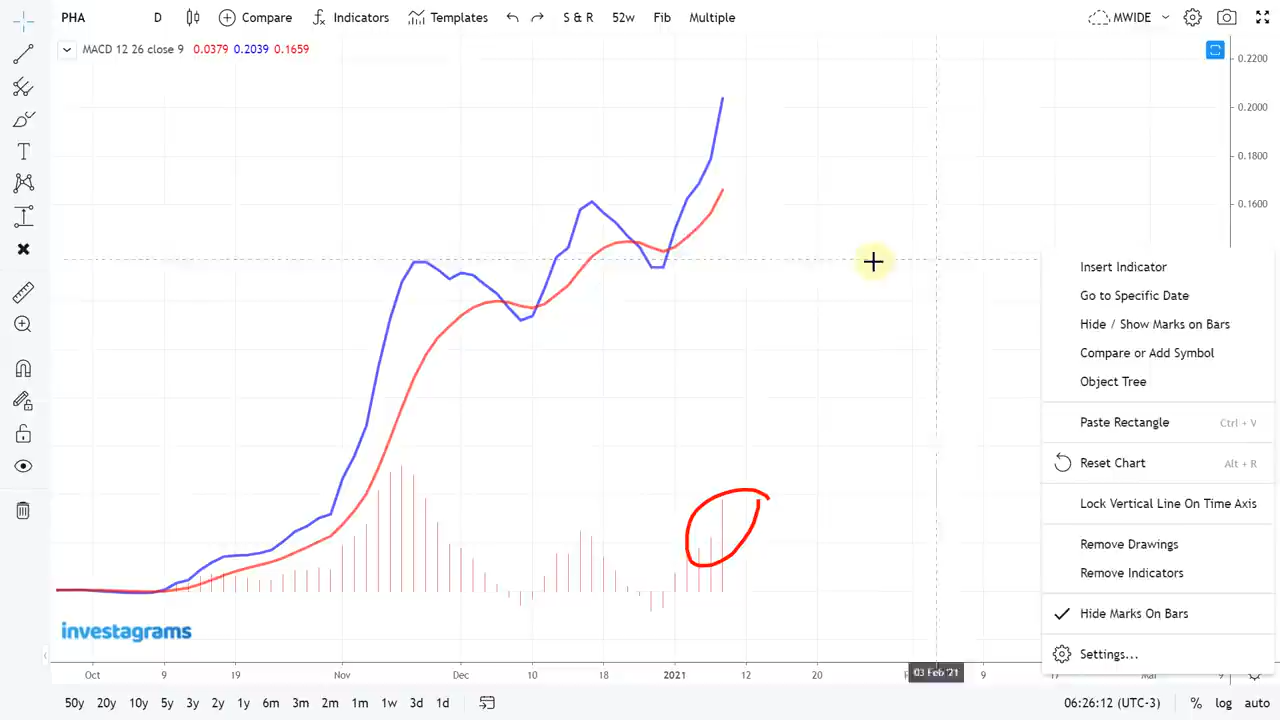 PHA D Compare Indicators Templates S & R 52w Fib Multiple MWIDE
MACD 12 26 close 9 0.0379 0.2039 0.1659
0.2200
0.2000
0.1800
0.1600
Insert Indicator
Go to Specific Date
Hide / Show Marks on Bars
Compare or Add Symbol
Object Tree
Paste Rectangle Ctrl + V
Reset Chart Alt + R
Lock Vertical Line On Time Axis
Remove Drawings
Remove Indicators
Hide Marks On Bars
Settings...
investagrams
Oct 9 19 Nov Dec 10 18 2021 12 20 03 Feb '21 9 17 Mar 9
50y 20y 10y 5y 3y 2y 1y 6m 3m 2m 1m 1w 3d 1d 06:26:12 (UTC-3) % log auto